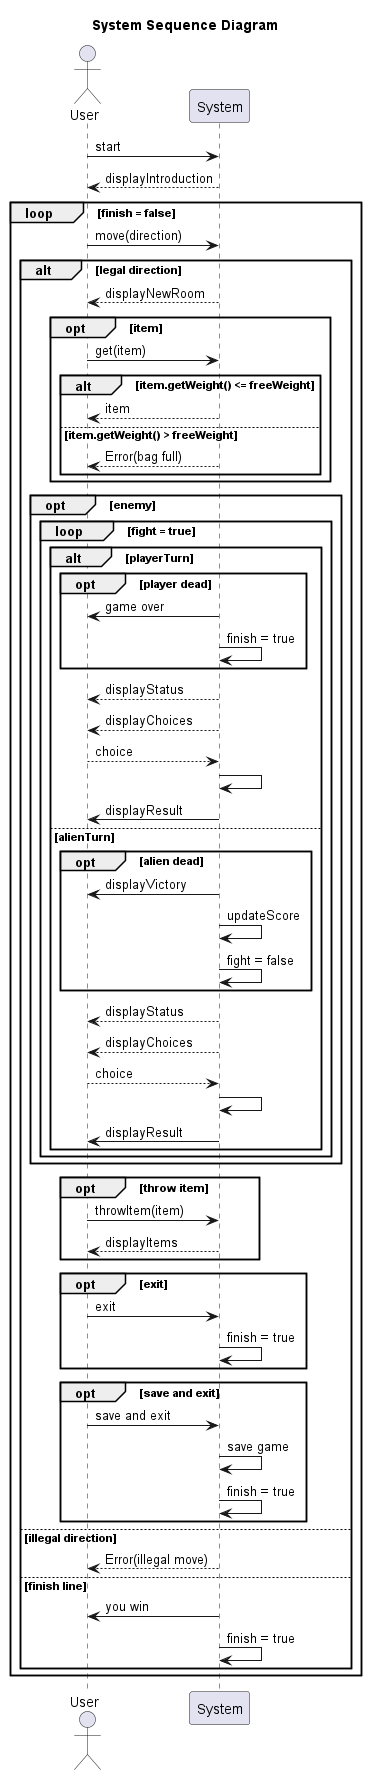 System Sequence Diagram
User
System
start
displayIntroduction
loop [finish = false]
move(direction)
alt [legal direction]
displayNewRoom
opt [item]
get(item)
alt [item.getWeight() <= freeWeight]
item
[item.getWeight() > freeWeight]
Error(bag full)
opt [enemy]
loop [fight = true]
alt [playerTurn]
opt [player dead]
game over
finish = true
displayStatus
displayChoices
choice
displayResult
[alienTurn]
opt [alien dead]
displayVictory
updateScore
fight = false
displayStatus
displayChoices
choice
displayResult
opt [throw item]
throwItem(item)
displayItems
opt [exit]
exit
finish = true
opt [save and exit]
save and exit
save game
finish = true
[illegal direction]
Error(illegal move)
[finish line]
you win
finish = true
User
System